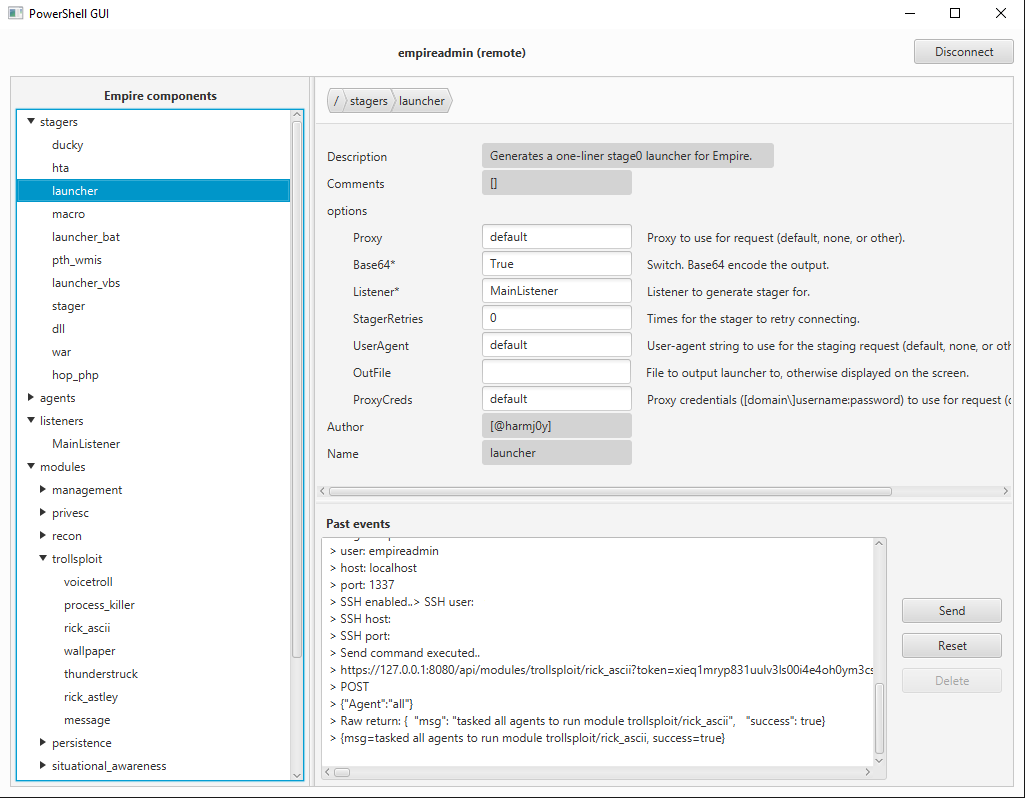 PowerShell GUI
empireadmin (remote)
Disconnect
Empire components
stagers
ducky
hta
launcher
macro
launcher_bat
pth_wmis
launcher_vbs
stager
dll
war
hop_php
agents
listeners
MainListener
modules
management
privesc
recon
trollsploit
voicetroll
process_killer
rick_ascii
wallpaper
thunderstruck
rick_astley
message
persistence
situational_awareness
/ stagers launcher
Description Generates a one-liner stage0 launcher for Empire.
Comments []
options
Proxy default Proxy to use for request (default, none, or other).
Base64* True Switch. Base64 encode the output.
Listener* MainListener Listener to generate stager for.
StagerRetries 0 Times for the stager to retry connecting.
UserAgent default User-agent string to use for the staging request (default, none, or oth
OutFile File to output launcher to, otherwise displayed on the screen.
ProxyCreds default Proxy credentials ([domain\]username:password) to use for request (
Author [@harmj0y]
Name launcher
Past events
> user: empireadmin
> host: localhost
> port: 1337
> SSH enabled..> SSH user:
> SSH host:
> SSH port:
> Send command executed..
> https://127.0.0.1:8080/api/modules/trollsploit/rick_ascii?token=xieq1mryp831uulv3ls00i4e4oh0ym3cs
> POST
> {"Agent":"all"}
> Raw return: { "msg": "tasked all agents to run module trollsploit/rick_ascii", "success": true}
> {msg=tasked all agents to run module trollsploit/rick_ascii, success=true}
Send
Reset
Delete